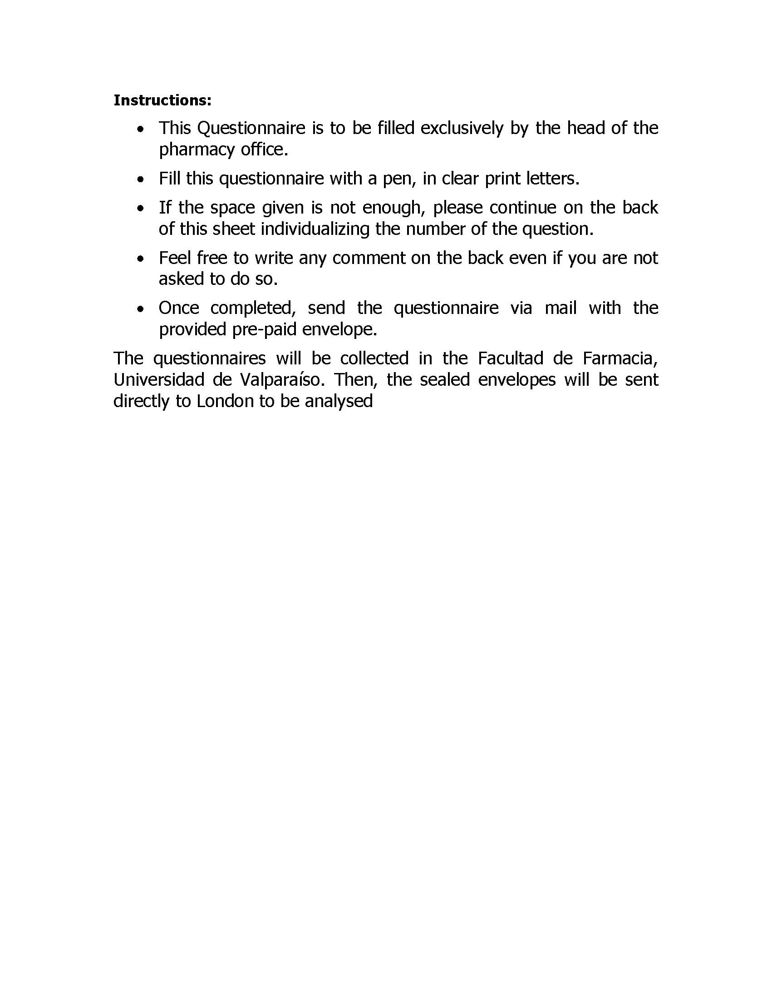 Instructions:
• This Questionnaire is to be filled exclusively by the head of the
pharmacy office.
• Fill this questionnaire with a pen, in clear print letters.
• If the space given is not enough, please continue on the back
of this sheet individualizing the number of the question.
• Feel free to write any comment on the back even if you are not
asked to do so.
• Once completed, send the questionnaire via mail with the
provided pre-paid envelope.
The questionnaires will be collected in the Facultad de Farmacia,
Universidad de Valparaíso. Then, the sealed envelopes will be sent
directly to London to be analysed